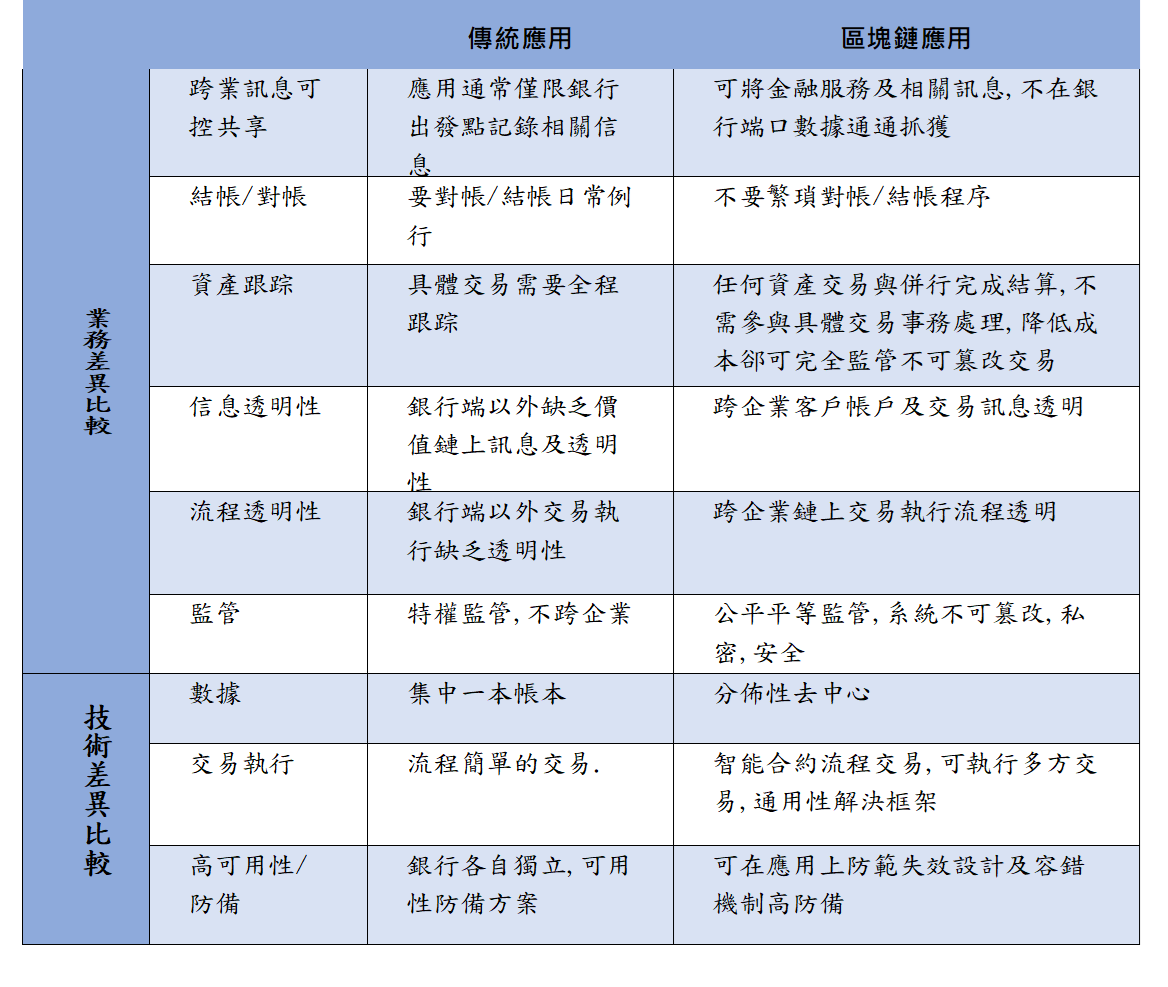 傳統應用
區塊鏈應用
業務差異比較
跨業訊息可
控共享
應用通常僅限銀行
出發點記錄相關信
息
可將金融服務及相關訊息, 不在銀
行端口數據通通抓獲
結帳/對帳
要對帳/結帳日常例
行
不要繁瑣對帳/結帳程序
資產跟踪
具體交易需要全程
跟踪
任何資產交易與併行完成結算, 不
需參與具體交易事務處理, 降低成
本郤可完全監管不可篡改交易
信息透明性
銀行端以外缺乏價
值鏈上訊息及透明
性
跨企業客戶帳戶及交易訊息透明
流程透明性
銀行端以外交易執
行缺乏透明性
跨企業鏈上交易執行流程透明
監管
特權監管, 不跨企業
公平平等監管, 系統不可篡改, 私
密, 安全
技術差異比較
數據
集中一本帳本
分佈性去中心
交易執行
流程簡單的交易.
智能合約流程交易, 可執行多方交
易, 通用性解決框架
高可用性/
防備
銀行各自獨立, 可用
性防備方案
可在應用上防範失效設計及容錯
機制高防備